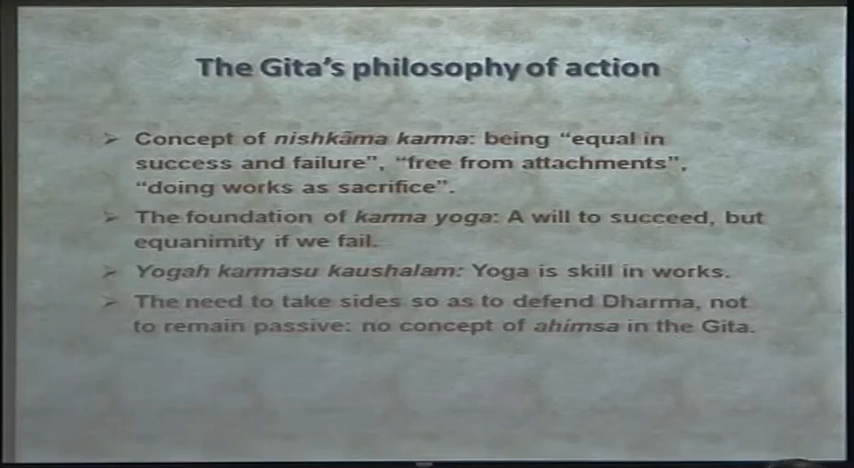 The Gita's philosophy of action
➢ Concept of nishkāma karma: being “equal in
success and failure”, “free from attachments”,
“doing works as sacrifice”.
➢ The foundation of karma yoga: A will to succeed, but
equanimity if we fail.
➢ Yogah karmasu kaushalam: Yoga is skill in works.
➢ The need to take sides so as to defend Dharma, not
to remain passive: no concept of ahimsa in the Gita.